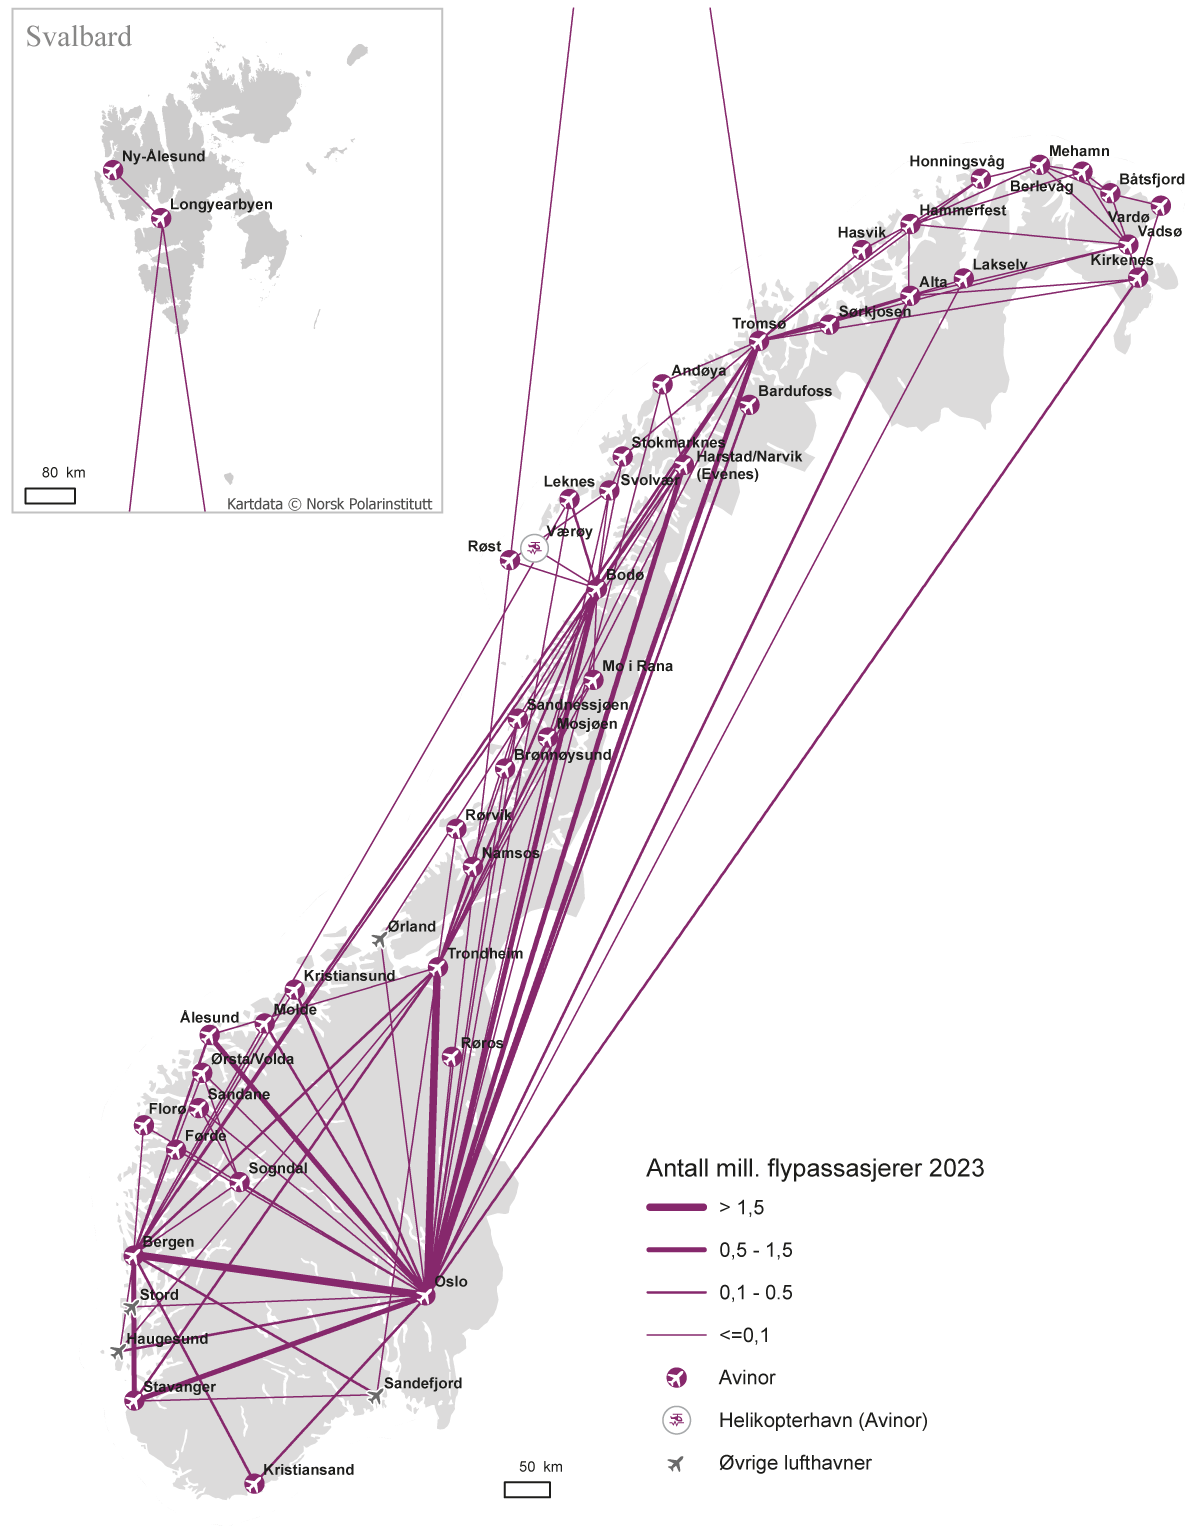 Svalbard
Ny-Ålesund
Longyearbyen
80 km
Kartdata © Norsk Polarinstitutt
Mehamn
Honningsvåg
Båtsfjord
Berlevåg
Hammerfest
Vardø
Vadsø
Hasvik
Kirkenes
Lakselv
Alta
Sørkjosen
Tromsø
Andøya
Bardufoss
Stokmarknes
Harstad/Narvik
(Evenes)
Leknes
Svolvær
Værøy
Røst
Bodø
Mo i Rana
Sandnessjøen
Mosjøen
Brønnøysund
Rørvik
Namsos
Ørland
Trondheim
Kristiansund
Molde
Ålesund
Røros
Ørsta/Volda
Sandane
Florø
Førde
Sogndal
Bergen
Oslo
Stord
Haugesund
Stavanger
Sandefjord
Kristiansand
Antall mill. flypassasjerer 2023
> 1,5
0,5 - 1,5
0,1 - 0.5
<=0,1
Avinor
Helikopterhavn (Avinor)
Øvrige lufthavner
50 km